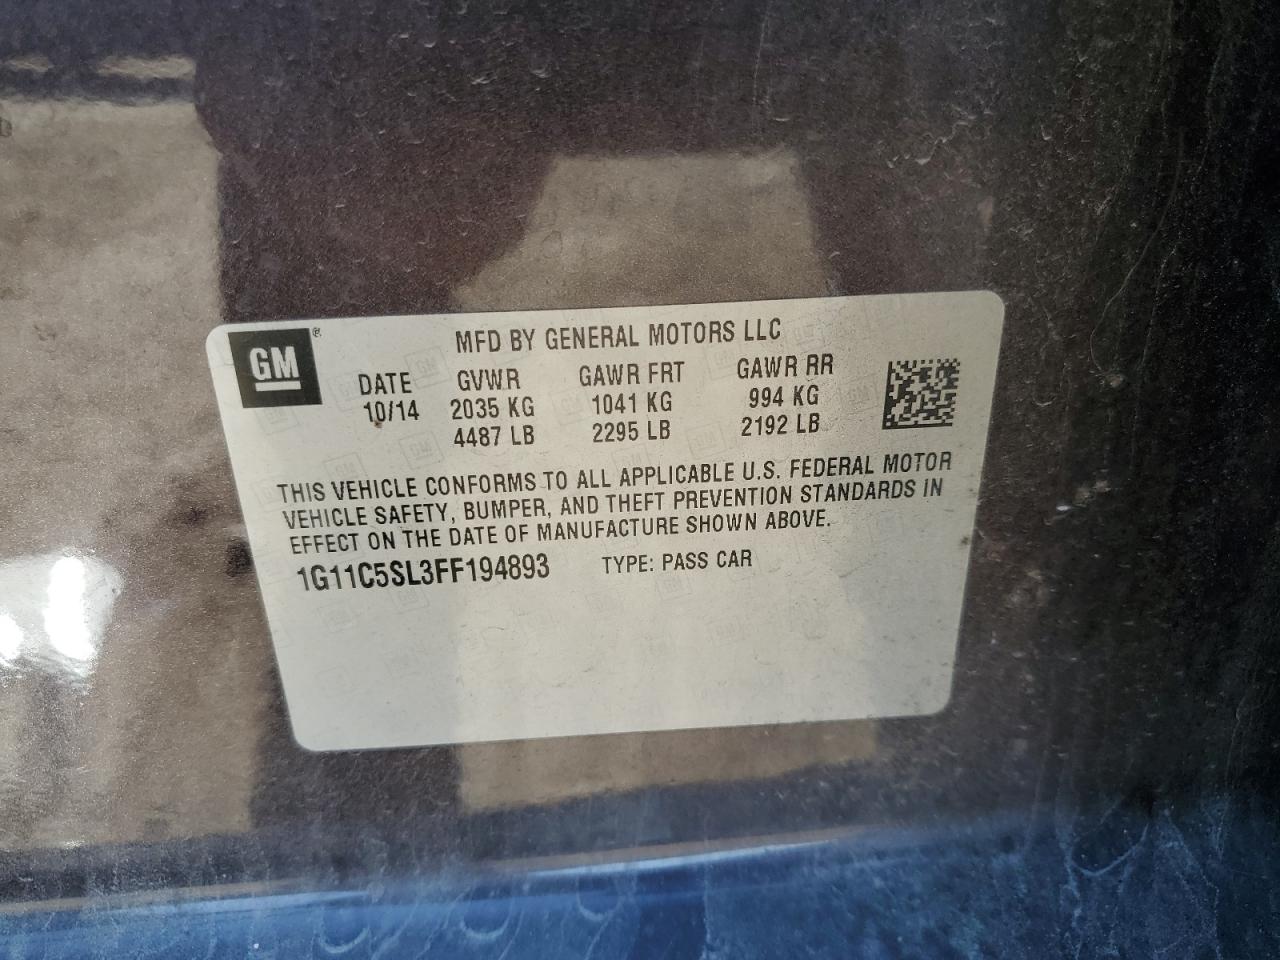 GM®
MFD BY GENERAL MOTORS LLC
DATE GVWR GAWR FRT GAWR RR
10/14 2035 KG 1041 KG 994 KG
4487 LB 2295 LB 2192 LB
THIS VEHICLE CONFORMS TO ALL APPLICABLE U.S. FEDERAL MOTOR
VEHICLE SAFETY, BUMPER, AND THEFT PREVENTION STANDARDS IN
EFFECT ON THE DATE OF MANUFACTURE SHOWN ABOVE.
1G11C5SL3FF194893 TYPE: PASS CAR